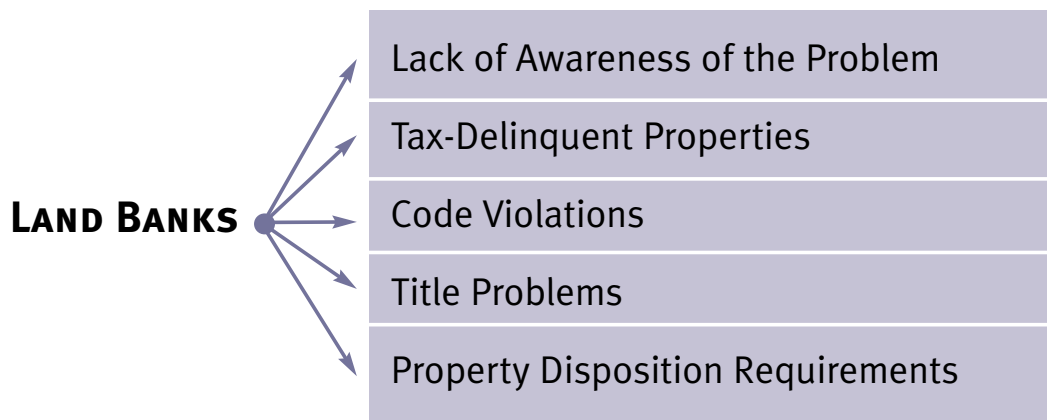 Lack of Awareness of the Problem
Tax-Delinquent Properties
LAND BANKS
Code Violations
Title Problems
Property Disposition Requirements